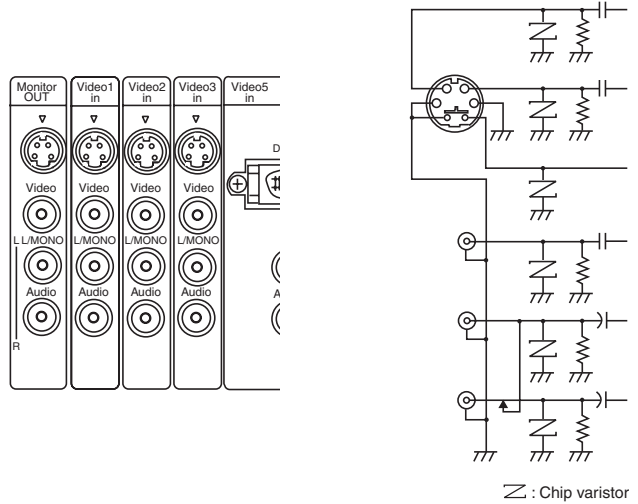 Monitor OUT
Video1 in
Video2 in
Video3 in
Video5 in
D
Video
Video
Video
Video
L L/MONO
L/MONO
L/MONO
L/MONO
Audio
Audio
Audio
Audio
A
R
: Chip varistor